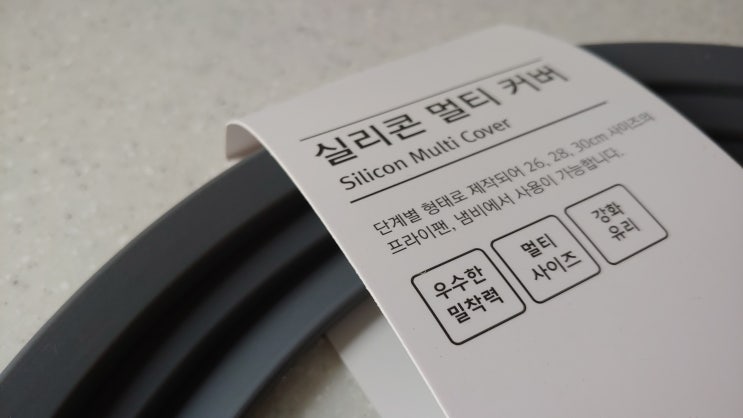 실리콘 멀티 커버
Silicon Multi Cover
단계별 형태로 제작되어 26, 28, 30cm 사이즈의
프라이팬, 냄비에서 사용이 가능합니다.
우수한
밀착력
멀티
사이즈
강화
유리